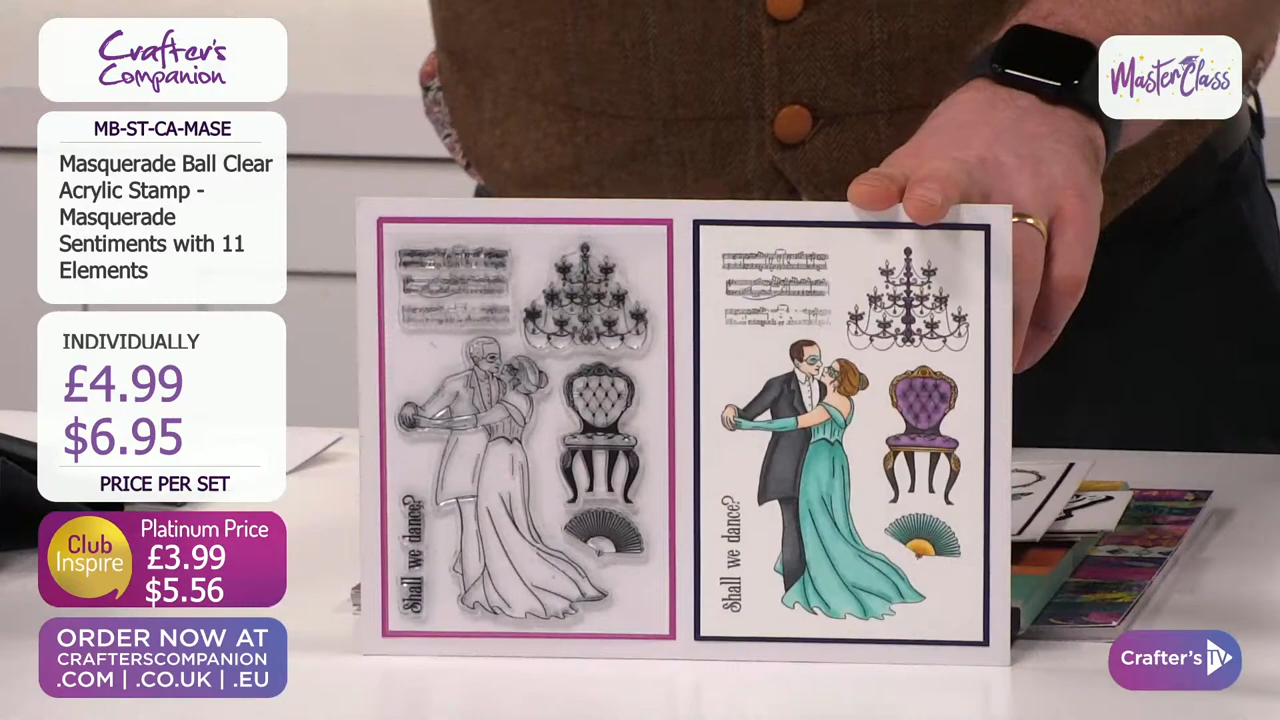 Crafter's
Companion
MB-ST-CA-MASE
Masquerade Ball Clear
Acrylic Stamp -
Masquerade
Sentiments with 11
Elements
INDIVIDUALLY
£4.99
$6.95
PRICE PER SET
Club
Inspire
Platinum Price
£3.99
$5.56
ORDER NOW AT
CRAFTERSCOMPANION
.COM | .CO.UK | .EU
MasterClass
Shall we dance?
Shall we dance?
Crafter's TV